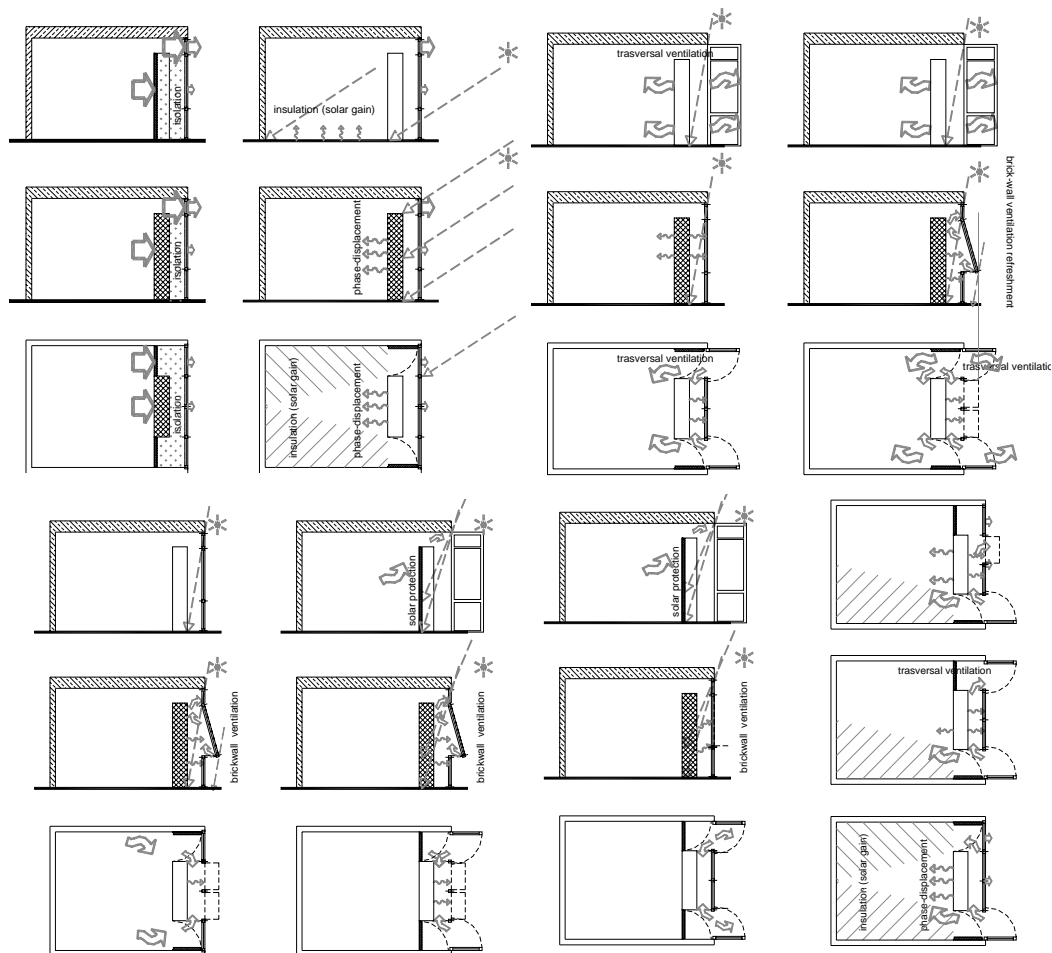 isolation
insulation (solar gain)
trasversal ventilation
isolation
phase-displacement
brick-wall ventilation refreshment
isolation
insulation (solar gain)
phase-displacement
trasversal ventilation
trasversal ventilatio
solar protection
solar protection
brickwall ventilation
brickwall ventilation
brickwall ventilation
trasversal ventilation
insulation (solar gain)
phase-displacement